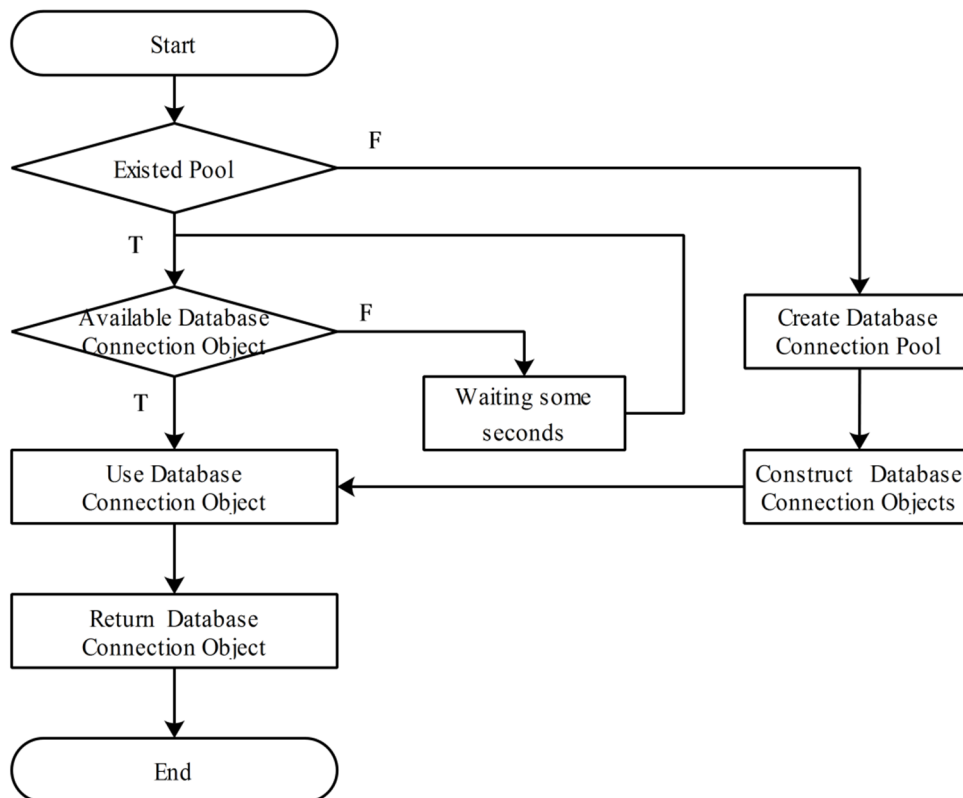 Start
F
Existed Pool
T
Available Database
Connection Object
F
Create Database
Connection Pool
Waiting some
seconds
T
Use Database
Connection Object
Construct Database
Connection Objects
Return Database
Connection Object
End